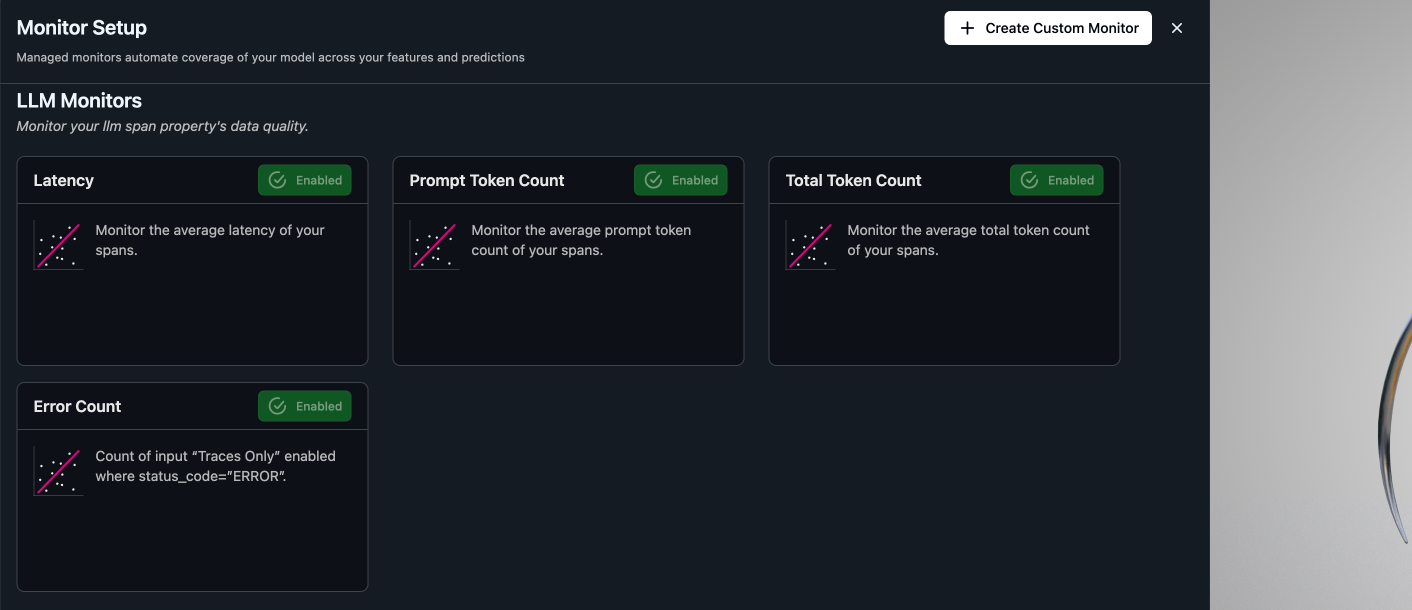 Monitor Setup
Create Custom Monitor
Managed monitors automate coverage of your model across your features and predictions
LLM Monitors
Monitor your llm span property's data quality.
Latency
Enabled
Monitor the average latency of your
spans.
Prompt Token Count
Enabled
Monitor the average prompt token
count of your spans.
Total Token Count
Enabled
Monitor the average total token count
of your spans.
Error Count
Enabled
Count of input “Traces Only” enabled
where status_code=”ERROR”.